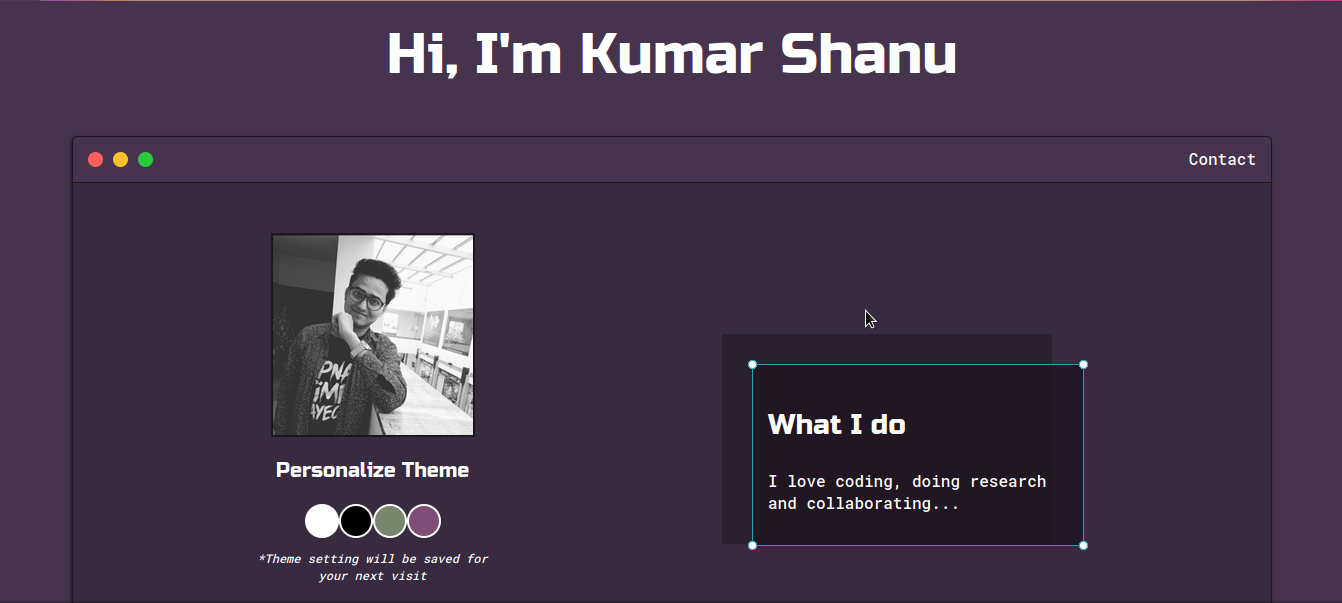 Hi, I'm Kumar Shanu
Contact
Personalize Theme
*Theme setting will be saved for
your next visit
What I do
I love coding, doing research
and collaborating...